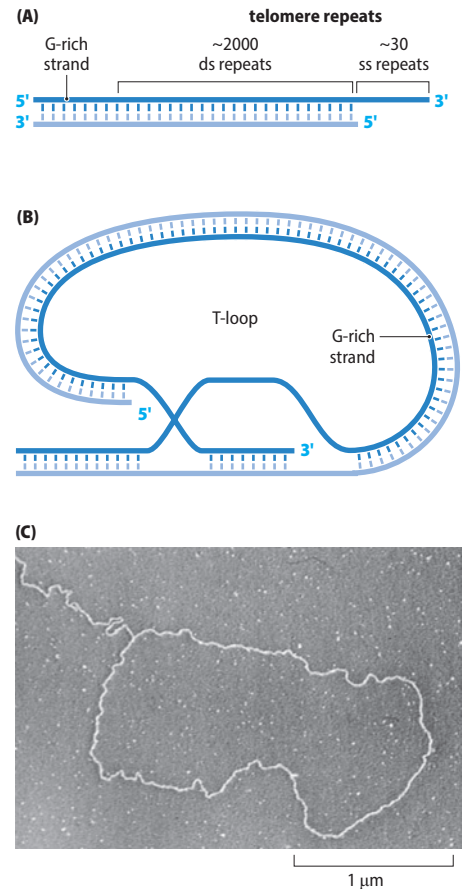 (A)
telomere repeats
G-rich
strand
~2000
ds repeats
~30
ss repeats
5'
3'
3'
5'
(B)
T-loop
G-rich
strand
5'
3'
(C)
1 µm